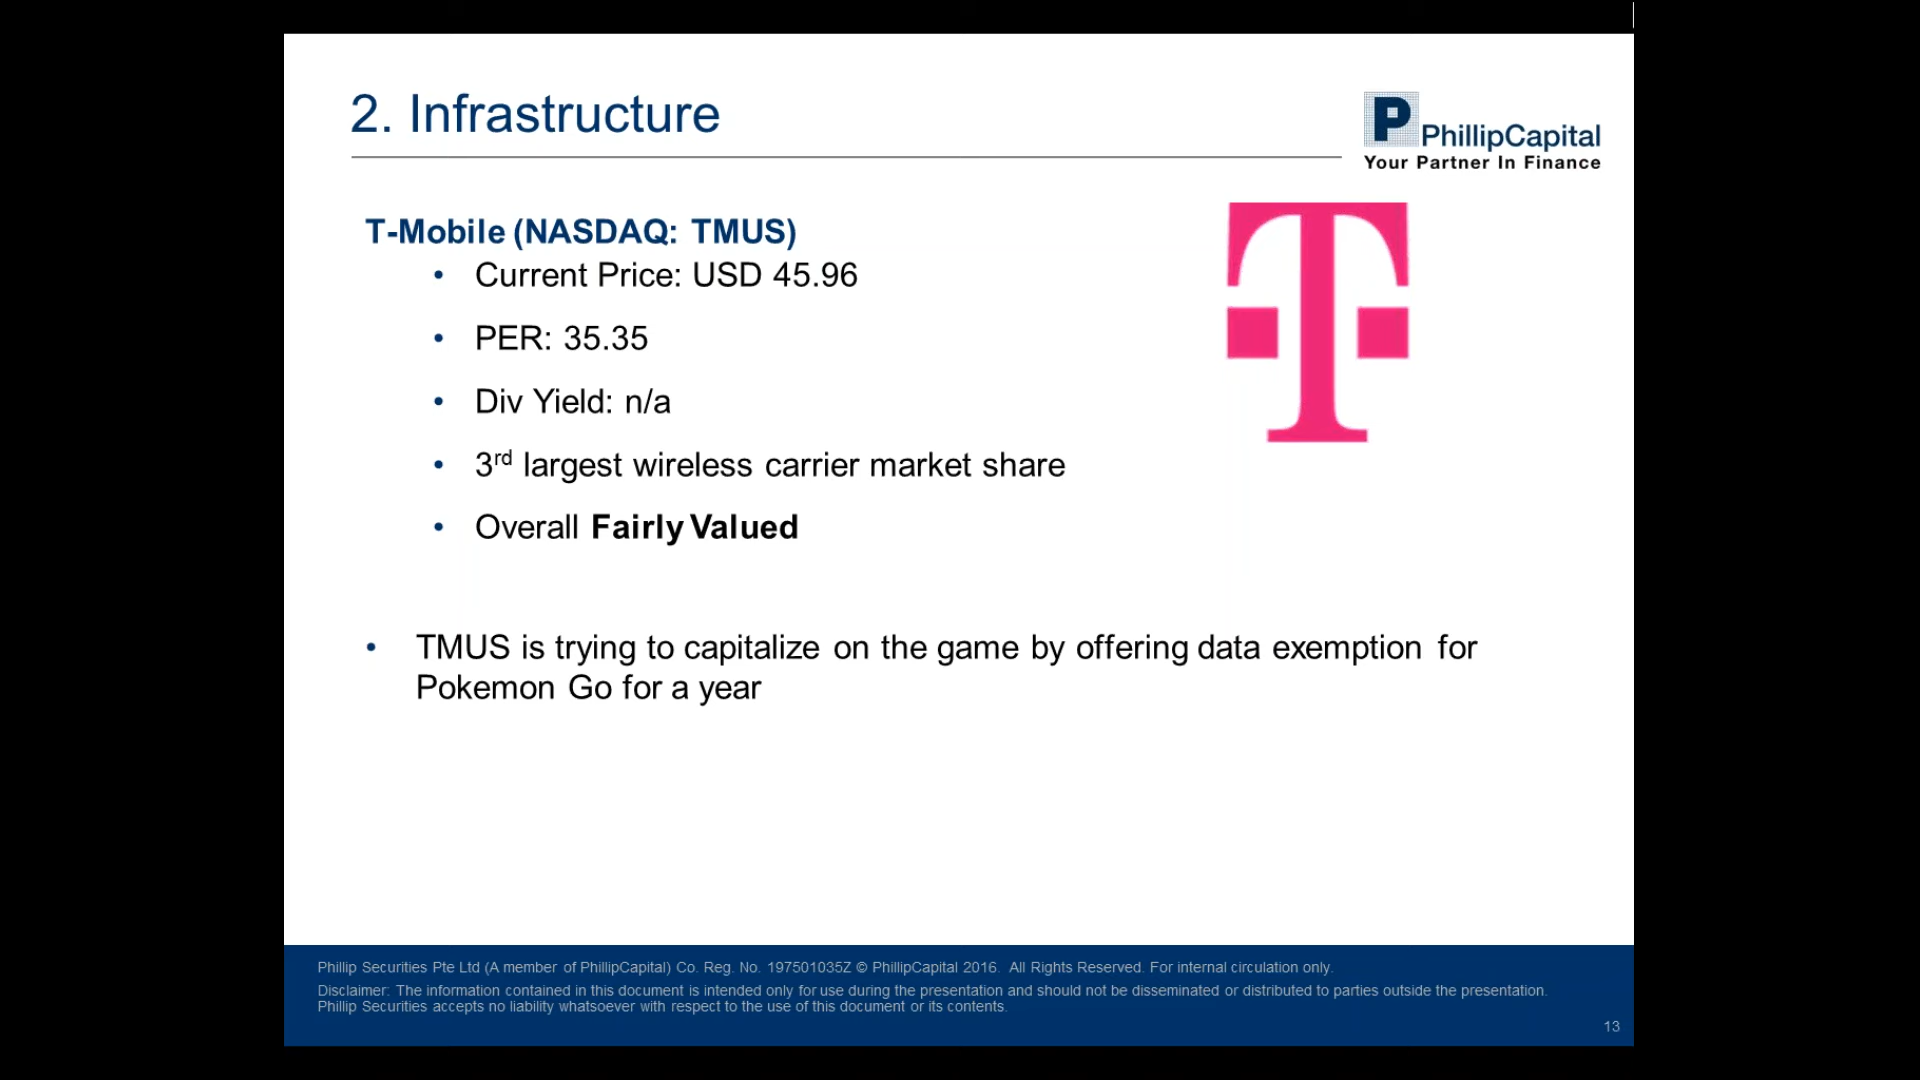 2. Infrastructure
P PhillipCapital
Your Partner In Finance
T-Mobile (NASDAQ: TMUS)
• Current Price: USD 45.96
• PER: 35.35
• Div Yield: n/a
• 3rd largest wireless carrier market share
• Overall Fairly Valued
• TMUS is trying to capitalize on the game by offering data exemption for
Pokemon Go for a year
Phillip Securities Pte Ltd (A member of PhillipCapital) Co. Reg. No. 197501035Z © PhillipCapital 2016. All Rights Reserved. For internal circulation only.
Disclaimer: The information contained in this document is intended only for use during the presentation and should not be disseminated or distributed to parties outside the presentation.
Phillip Securities accepts no liability whatsoever with respect to the use of this document or its contents.
13